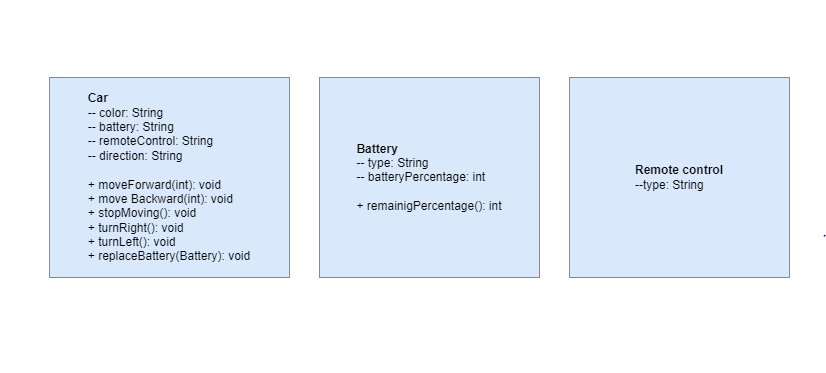 Car
-- color: String
-- battery: String
-- remoteControl: String
-- direction: String
+ moveForward(int): void
+ move Backward(int): void
+ stopMoving(): void
+ turnRight(): void
+ turnLeft(): void
+ replaceBattery(Battery): void
Battery
-- type: String
-- batteryPercentage: int
+ remainigPercentage(): int
Remote control
--type: String